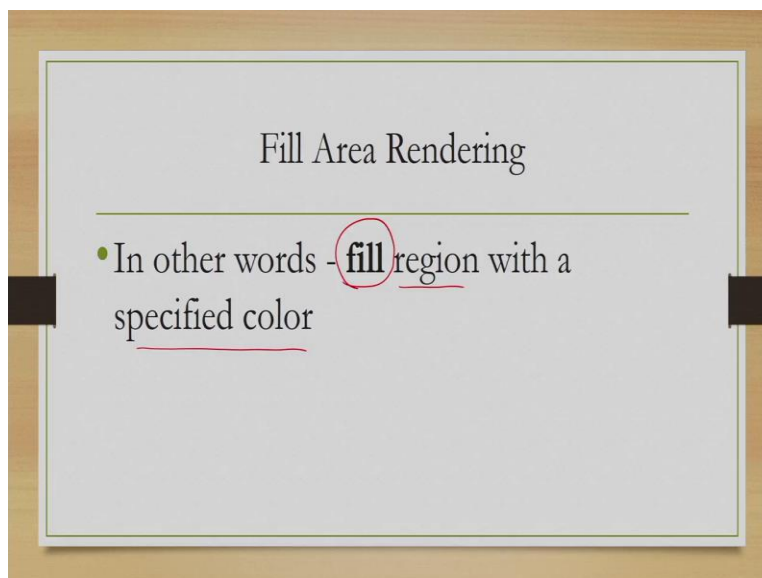 Fill Area Rendering
•In other words - fill region with a
specified color